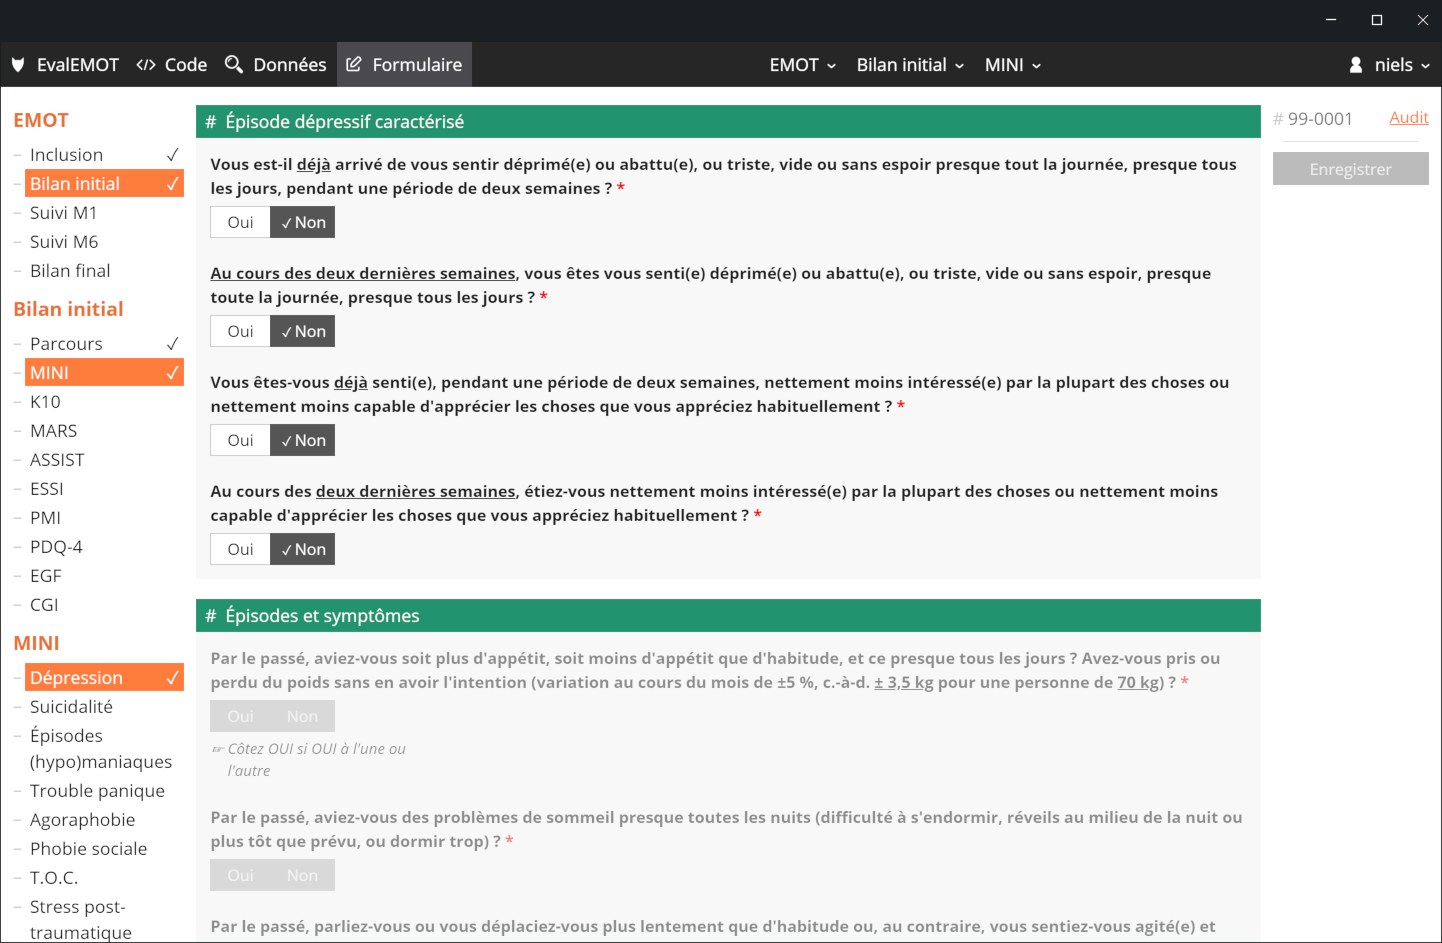 EvalEMOT </> Code Données Formulaire EMOT Bilan initial MINI niels
EMOT
– Inclusion ✓
– Bilan initial ✓
– Suivi M1
– Suivi M6
– Bilan final
Bilan initial
– Parcours ✓
– MINI ✓
– K10
– MARS
– ASSIST
– ESSI
– PMI
– PDQ-4
– EGF
– CGI
MINI
– Dépression ✓
– Suicidalité
– Épisodes
(hypo)maniaques
– Trouble panique
– Agoraphobie
– Phobie sociale
– T.O.C.
– Stress post-
traumatique
# Épisode dépressif caractérisé
Vous est-il déjà arrivé de vous sentir déprimé(e) ou abattu(e), ou triste, vide ou sans espoir presque tout la journée, presque tous
les jours, pendant une période de deux semaines ? *
Oui ✓ Non
Au cours des deux dernières semaines, vous êtes vous senti(e) déprimé(e) ou abattu(e), ou triste, vide ou sans espoir, presque
toute la journée, presque tous les jours ? *
Oui ✓ Non
Vous êtes-vous déjà senti(e), pendant une période de deux semaines, nettement moins intéressé(e) par la plupart des choses ou
nettement moins capable d'apprécier les choses que vous appréciez habituellement ? *
Oui ✓ Non
Au cours des deux dernières semaines, étiez-vous nettement moins intéressé(e) par la plupart des choses ou nettement moins
capable d'apprécier les choses que vous appréciez habituellement ? *
Oui ✓ Non
# Épisodes et symptômes
Par le passé, aviez-vous soit plus d'appétit, soit moins d'appétit que d'habitude, et ce presque tous les jours ? Avez-vous pris ou
perdu du poids sans en avoir l'intention (variation au cours du mois de ±5 %, c.-à-d. ± 3,5 kg pour une personne de 70 kg) ? *
Oui Non
☞ Côtez OUI si OUI à l'une ou
l'autre
Par le passé, aviez-vous des problèmes de sommeil presque toutes les nuits (difficulté à s'endormir, réveils au milieu de la nuit ou
plus tôt que prévu, ou dormir trop) ? *
Oui Non
Par le passé, parliez-vous ou vous déplaciez-vous plus lentement que d'habitude ou, au contraire, vous sentiez-vous agité(e) et
# 99-0001 Audit
Enregistrer